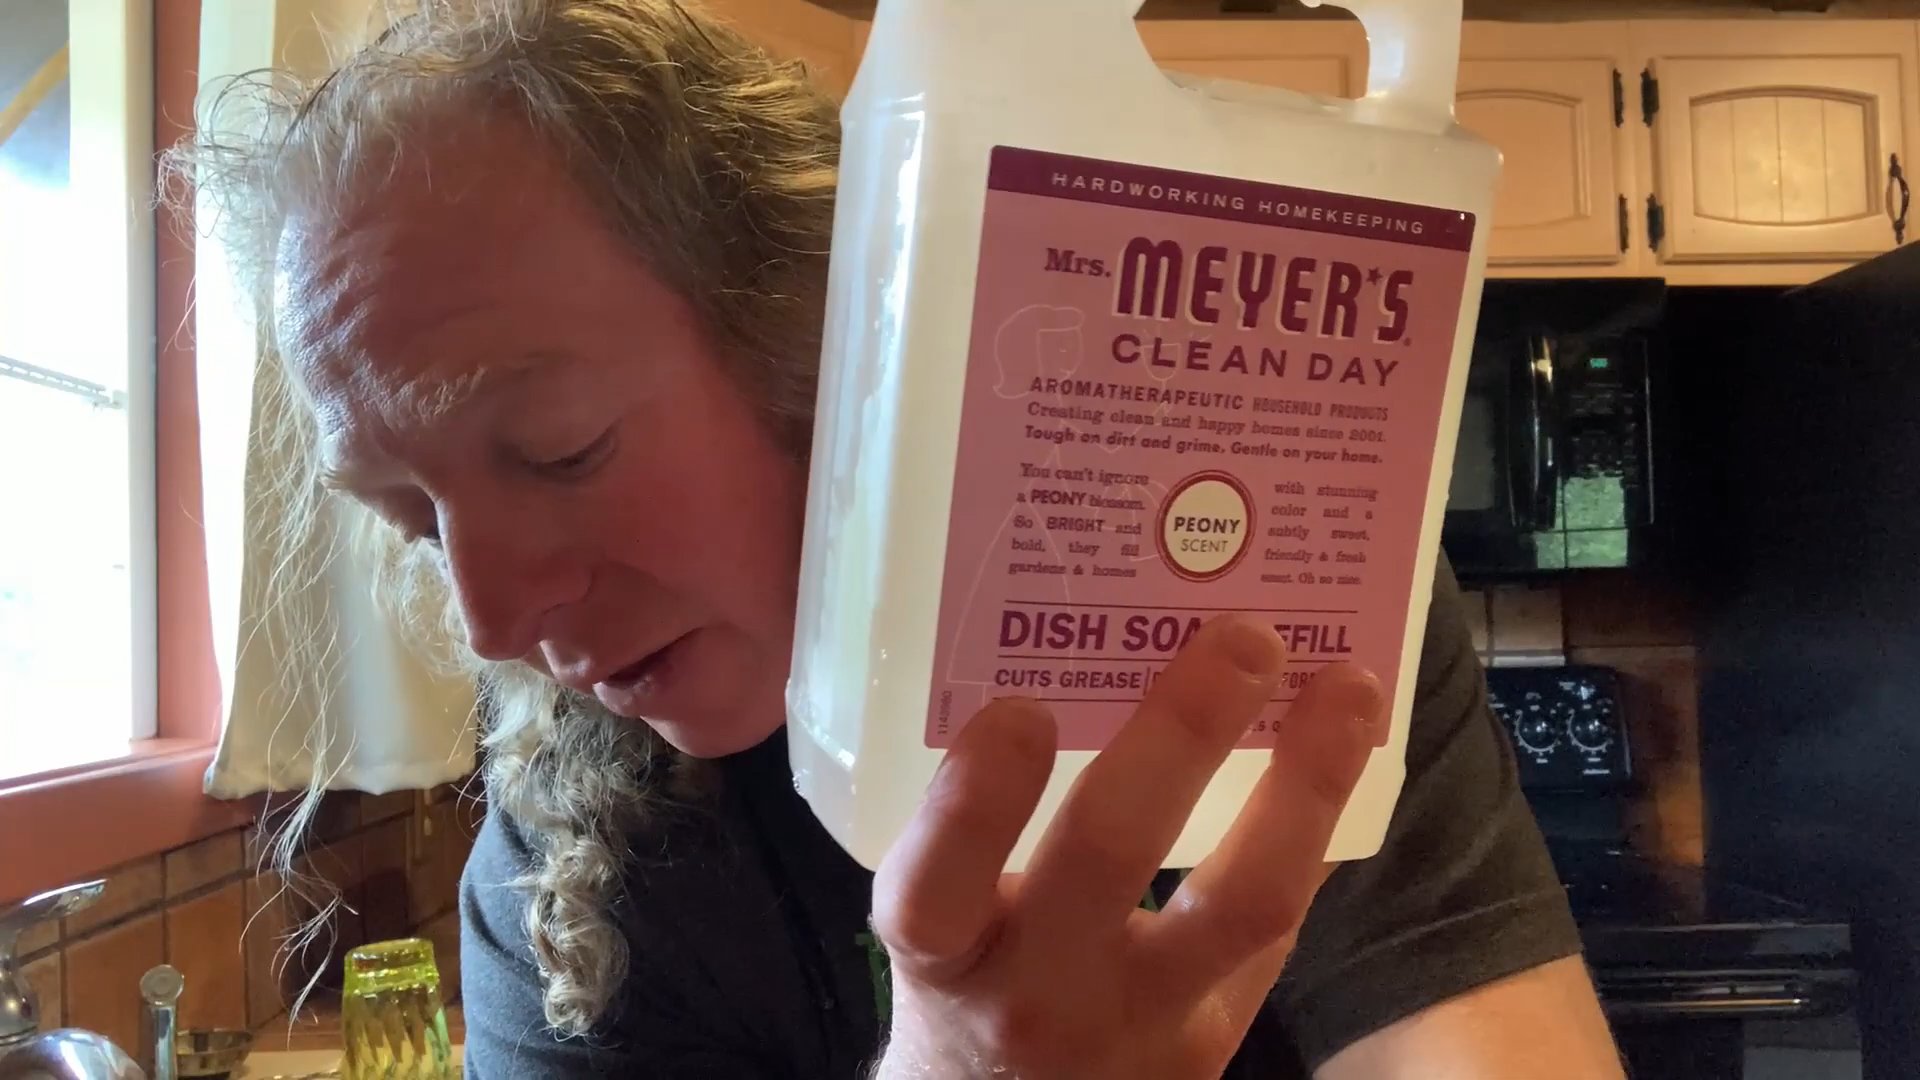 HARDWORKING HOMEKEEPING
Mrs. MEYER'S
CLEAN DAY
AROMATHERAPEUTIC HOUSEHOLD PRODUCTS
Creating clean and happy homes since 2001.
Tough on dirt and grime, Gentle on your home.
You can't ignore
a PEONY blossom.
So BRIGHT and
bold, they fill
gardens & homes
PEONY
SCENT
with stunning
color and a
subtly sweet,
friendly & fresh
scent. Oh so nice.
DISH SOA EFILL
CUTS GREASE
1143980